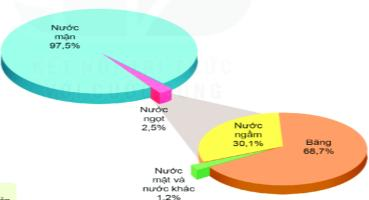 Nước
mặn
97,5%
Nước
ngọt
2,5%
Nước
ngầm
30,1%
Băng
68,7%
Nước
mặt và
nước khác
1,2%